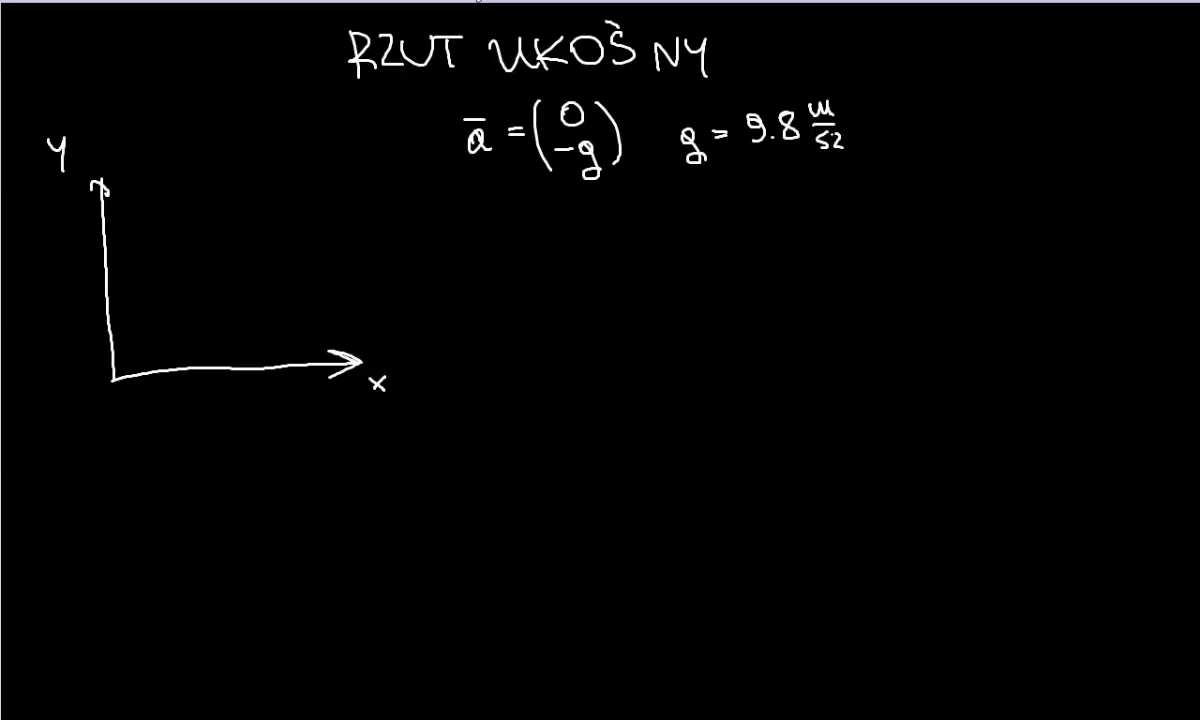 RZUT UKOŚNY
a̅ = (0 -g) g = 9.8 m/s2
y
x